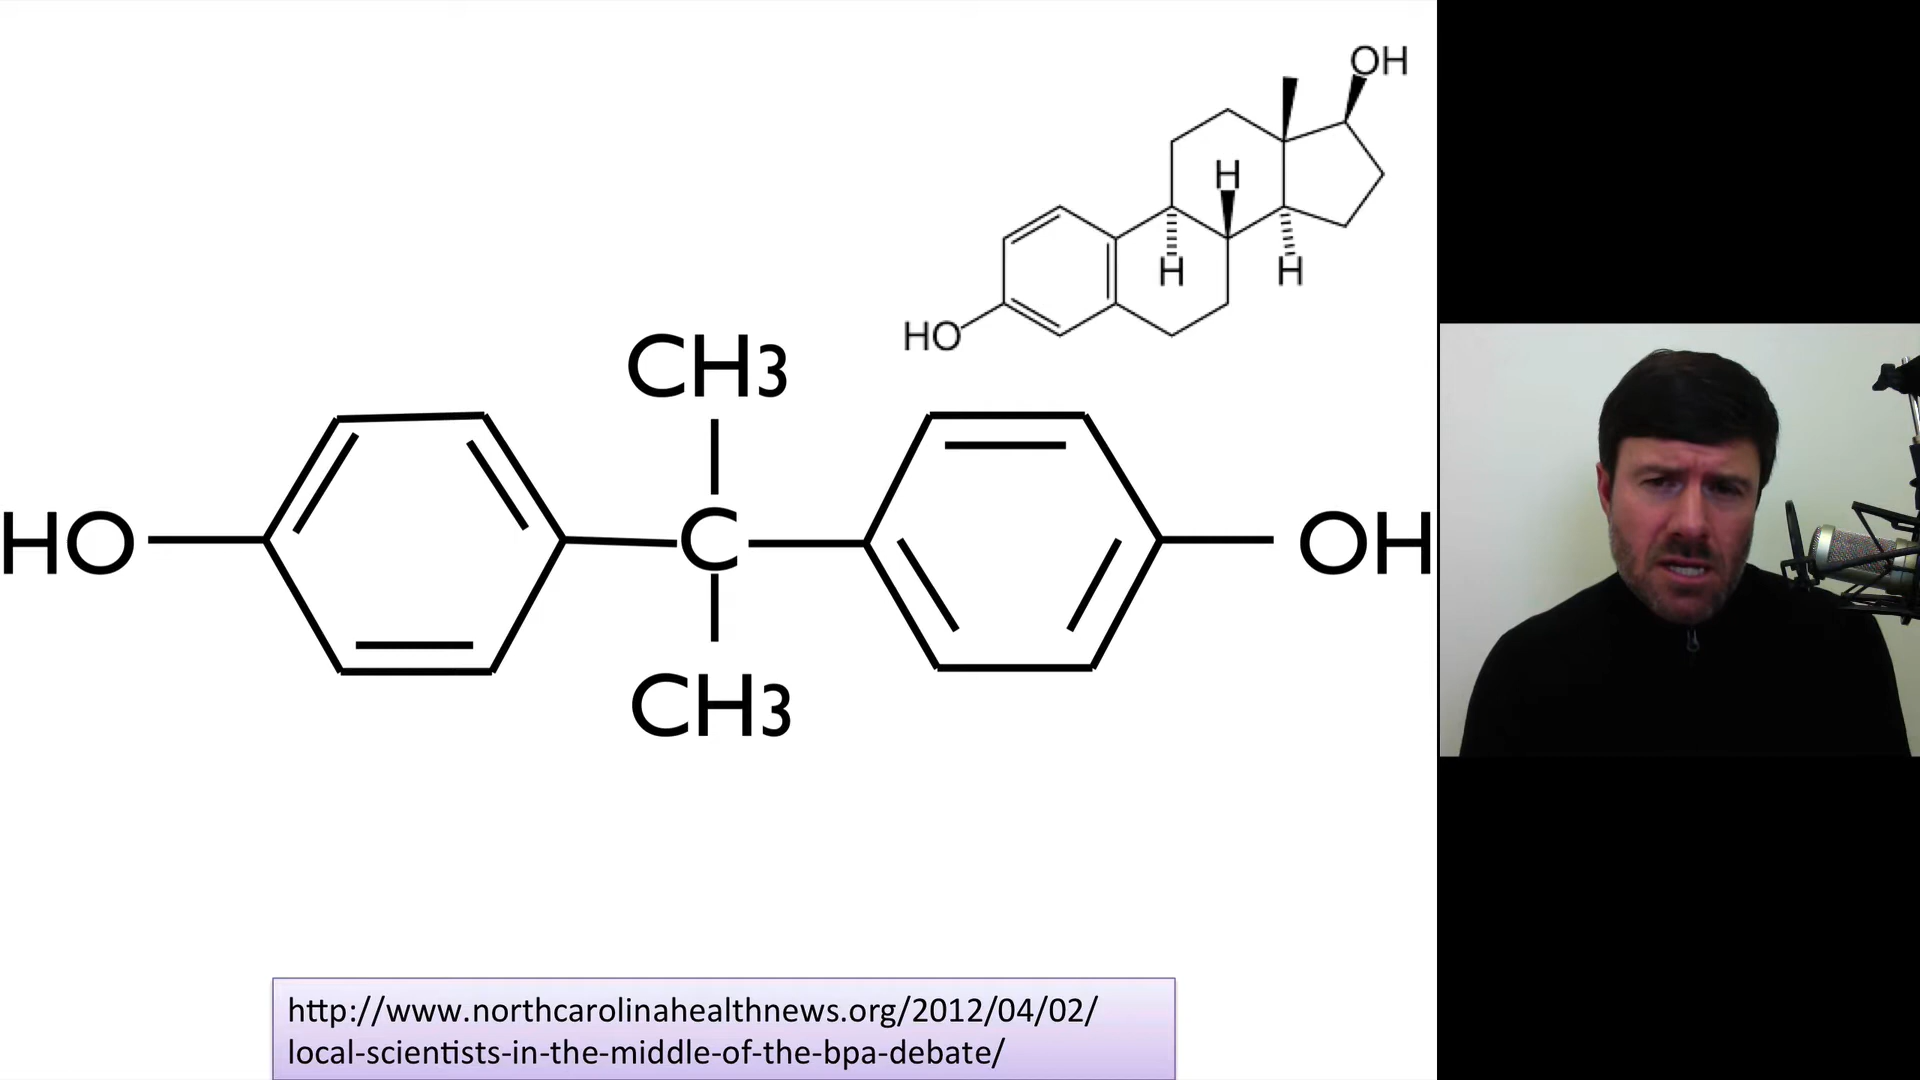 OH
H
H
H
HO
CH3
HO
C
OH
CH3
http://www.northcarolinahealthnews.org/2012/04/02/
local-scientists-in-the-middle-of-the-bpa-debate/